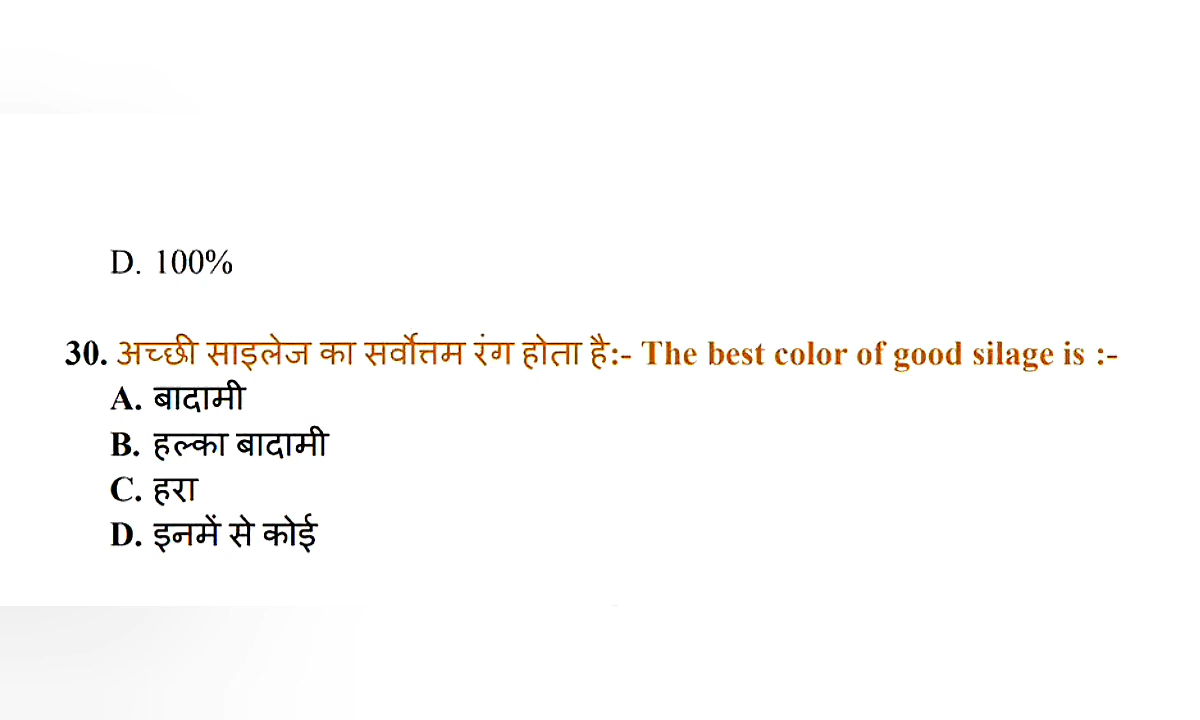 D. 100%
30. अच्छी साइलेज का सर्वोत्तम रंग होता है:- The best color of good silage is :-
A. बादामी
B. हल्का बादामी
C. हरा
D. इनमें से कोई